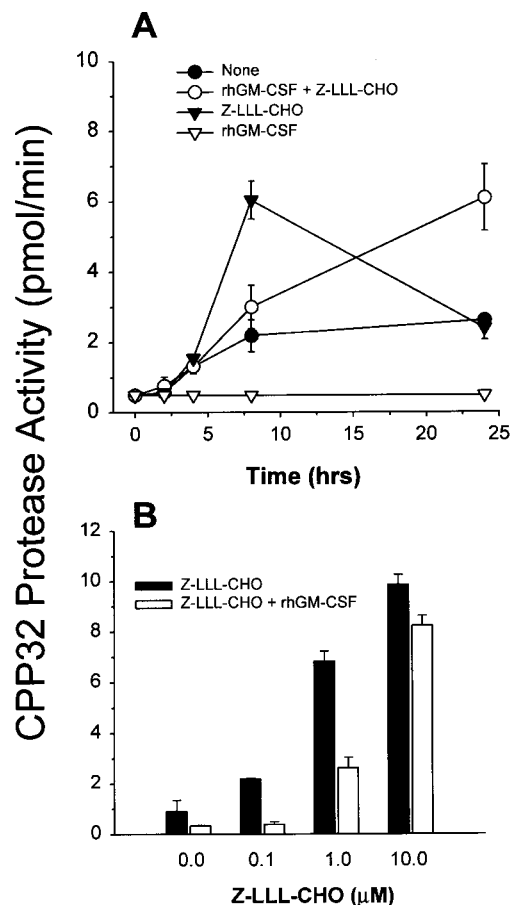 CPP32 Protease Activity (pmol/min)
A
None
rhGM-CSF + Z-LLL-CHO
Z-LLL-CHO
rhGM-CSF
10
8
6
4
2
0
0 5 10 15 20 25
Time (hrs)
B
Z-LLL-CHO
Z-LLL-CHO + rhGM-CSF
12
10
8
6
4
2
0
0.0 0.1 1.0 10.0
Z-LLL-CHO (μM)